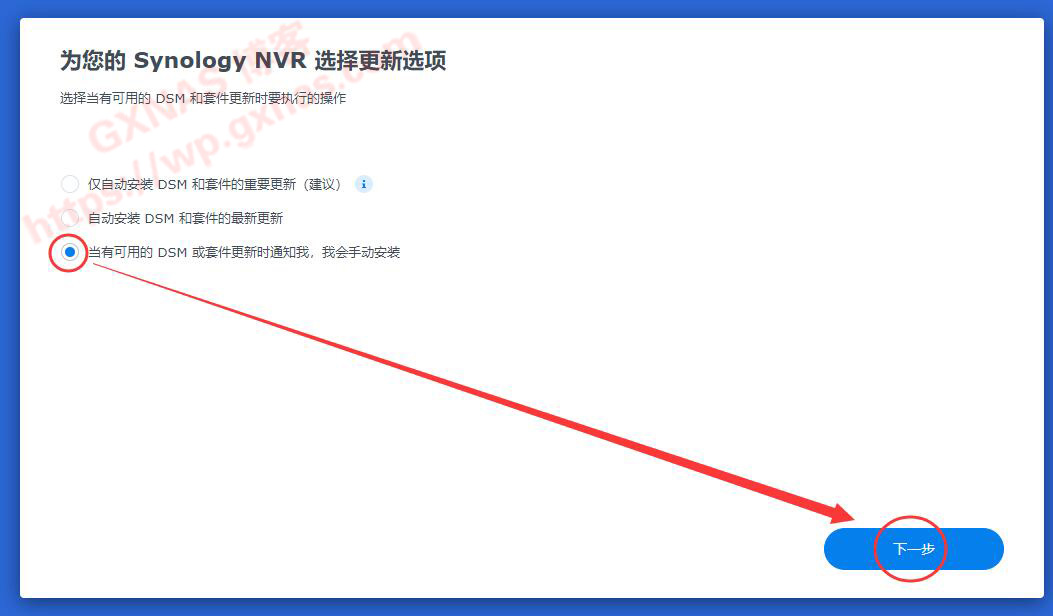 为您的 Synology NVR 选择更新选项
选择当有可用的 DSM 和套件更新时要执行的操作
GXNAS 博客
https://wp.gxnas.com
仅自动安装 DSM 和套件的重要更新（建议）
自动安装 DSM 和套件的最新更新
当有可用的 DSM 或套件更新时通知我，我会手动安装
下一步